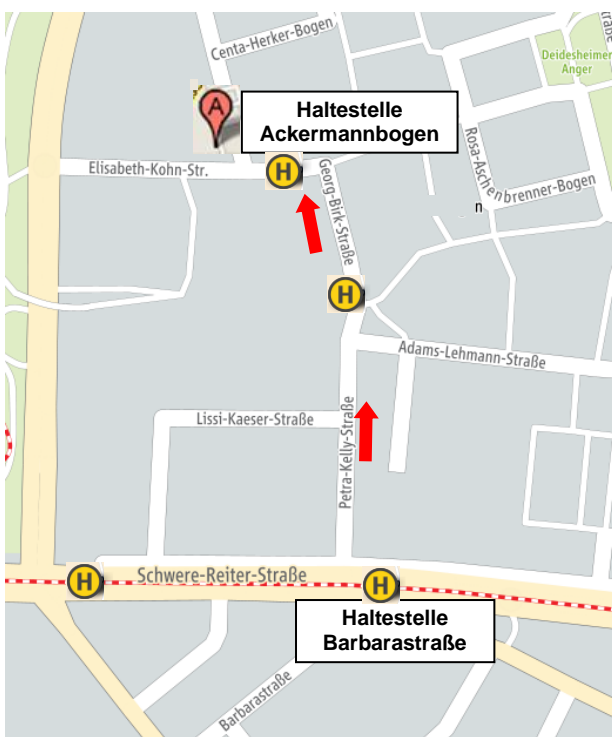 Centa-Herker-Bogen
Deidesheimer
Anger
A
Haltestelle
Ackermannbogen
Elisabeth-Kohn-Str.
H
Georg-Birk-Straße
Rosa-Aschenbrenner-Bogen
n
H
Adams-Lehmann-Straße
Lissi-Kaeser-Straße
Petra-Kelly-Straße
H
Schwere-Reiter-Straße
H
Haltestelle
Barbarastraße
Barbarastraße